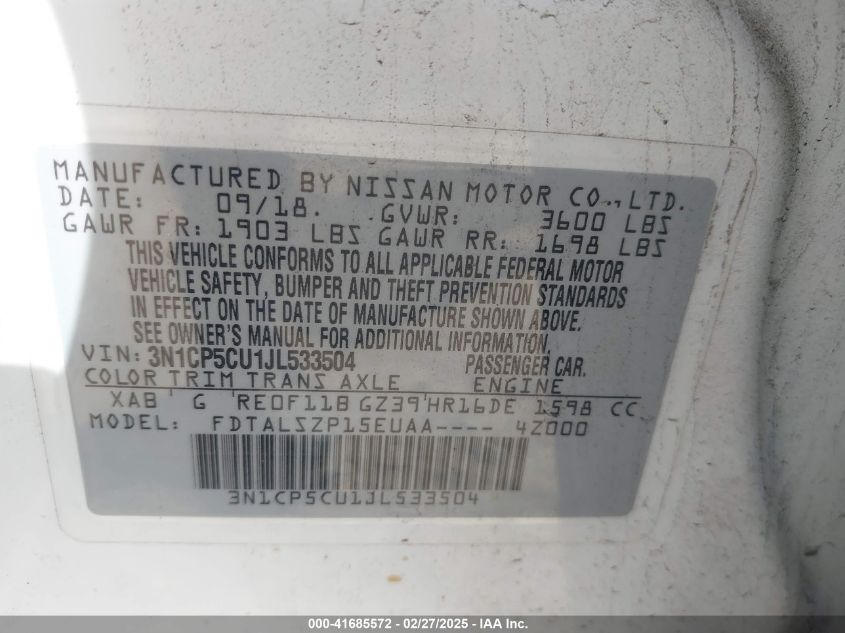 MANUFACTURED BY NISSAN MOTOR CO., LTD.
DATE: 09/18. GVWR: 3600 LBS
GAWR FR: 1903 LBS GAWR RR: 1698 LBS
THIS VEHICLE CONFORMS TO ALL APPLICABLE FEDERAL MOTOR
VEHICLE SAFETY, BUMPER AND THEFT PREVENTION STANDARDS
IN EFFECT ON THE DATE OF MANUFACTURE SHOWN ABOVE.
SEE OWNER'S MANUAL FOR ADDITIONAL INFORMATION.
VIN: 3N1CP5CU1JL533504 PASSENGER CAR.
COLOR TRIM TRANS AXLE ENGINE
XAB G RE0F11B GZ39 HR16DE 1598 CC
MODEL: FDTALSZP15EUAA---- 4Z000
3N1CP5CU1JL533504
000-41685572 / 02/27/2025 - IAA Inc.